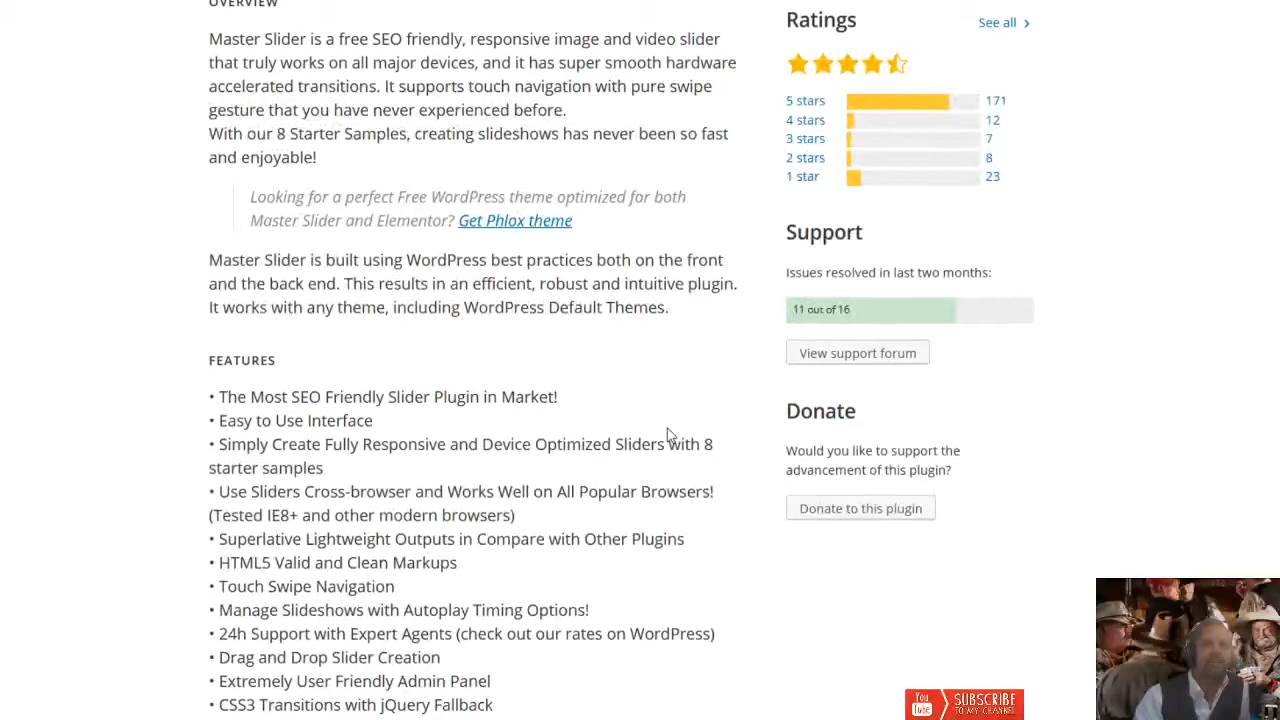 OVERVIEW
Master Slider is a free SEO friendly, responsive image and video slider
that truly works on all major devices, and it has super smooth hardware
accelerated transitions. It supports touch navigation with pure swipe
gesture that you have never experienced before.
With our 8 Starter Samples, creating slideshows has never been so fast
and enjoyable!
Looking for a perfect Free WordPress theme optimized for both
Master Slider and Elementor? Get Phlox theme
Master Slider is built using WordPress best practices both on the front
and the back end. This results in an efficient, robust and intuitive plugin.
It works with any theme, including WordPress Default Themes.
FEATURES
• The Most SEO Friendly Slider Plugin in Market!
• Easy to Use Interface
• Simply Create Fully Responsive and Device Optimized Sliders with 8
starter samples
• Use Sliders Cross-browser and Works Well on All Popular Browsers!
(Tested IE8+ and other modern browsers)
• Superlative Lightweight Outputs in Compare with Other Plugins
• HTML5 Valid and Clean Markups
• Touch Swipe Navigation
• Manage Slideshows with Autoplay Timing Options!
• 24h Support with Expert Agents (check out our rates on WordPress)
• Drag and Drop Slider Creation
• Extremely User Friendly Admin Panel
• CSS3 Transitions with jQuery Fallback
Ratings
See all
5 stars 171
4 stars 12
3 stars 7
2 stars 8
1 star 23
Support
Issues resolved in last two months:
11 out of 16
View support forum
Donate
Would you like to support the
advancement of this plugin?
Donate to this plugin
You
Tube
SUBSCRIBE
TO MY CHANNEL